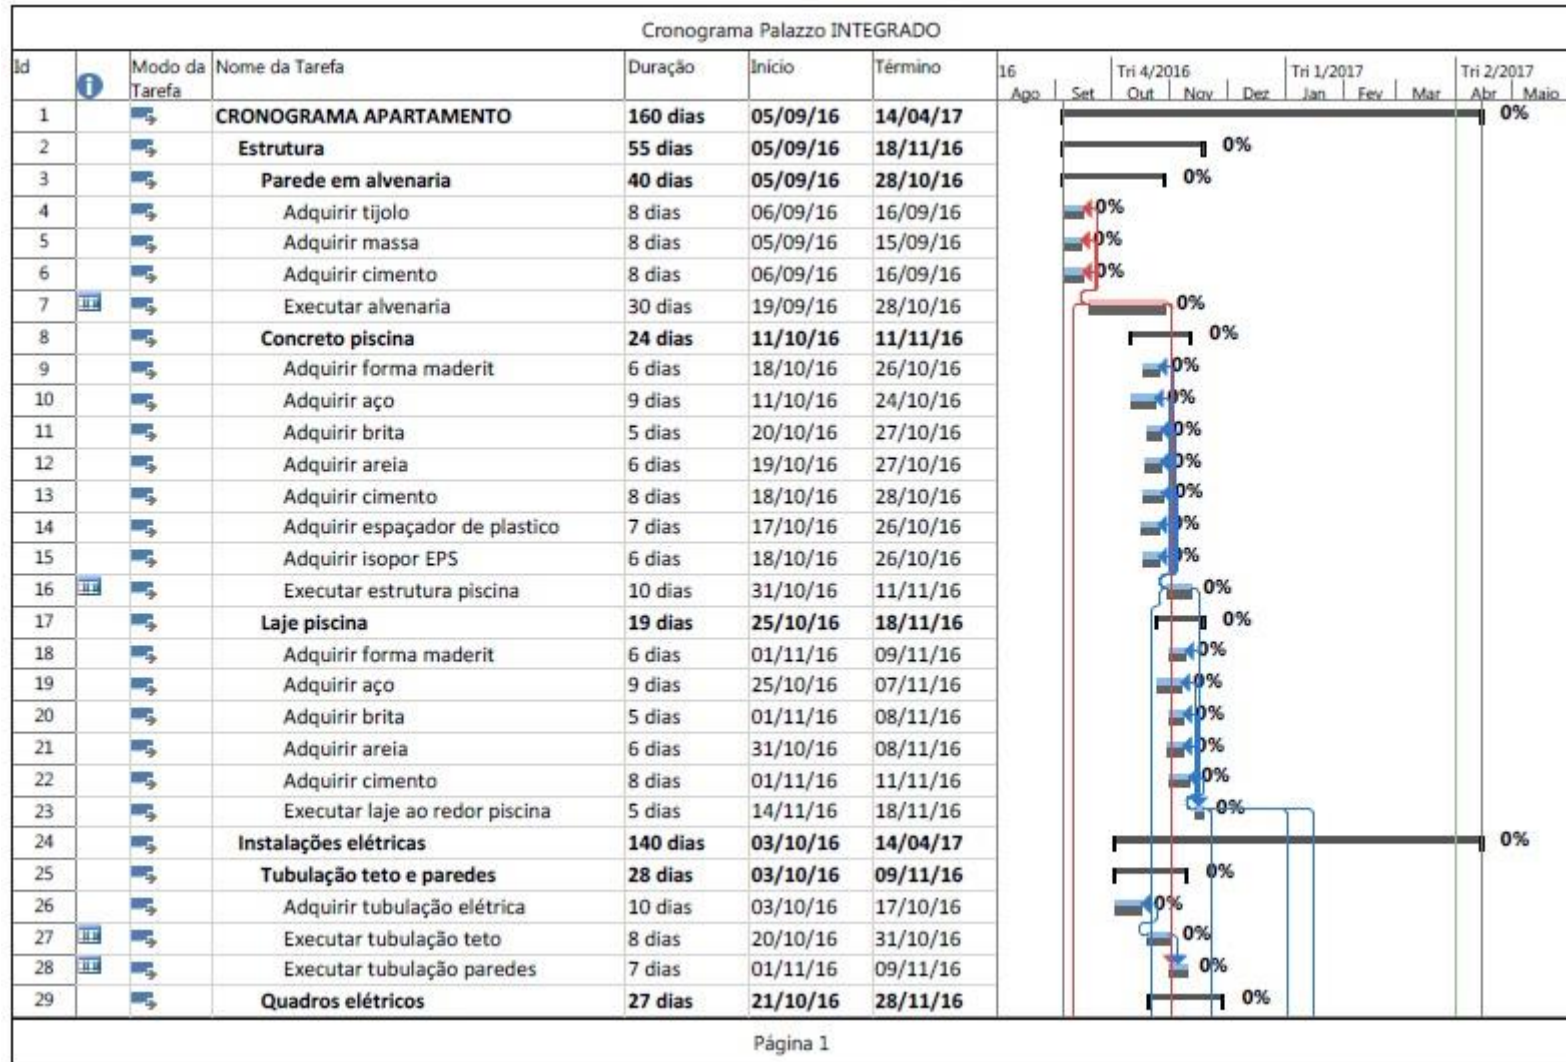 Cronograma Palazzo INTEGRADO
Id Modo da Tarefa Nome da Tarefa Duração Início Término 16 Tri 4/2016 Tri 1/2017 Tri 2/2017
Ago Set Out Nov Dez Jan Fev Mar Abr Maio
1 CRONOGRAMA APARTAMENTO 160 dias 05/09/16 14/04/17 0%
2 Estrutura 55 dias 05/09/16 18/11/16 0%
3 Parede em alvenaria 40 dias 05/09/16 28/10/16 0%
4 Adquirir tijolo 8 dias 06/09/16 16/09/16 0%
5 Adquirir massa 8 dias 05/09/16 15/09/16 0%
6 Adquirir cimento 8 dias 06/09/16 16/09/16 0%
7 Executar alvenaria 30 dias 19/09/16 28/10/16 0%
8 Concreto piscina 24 dias 11/10/16 11/11/16 0%
9 Adquirir forma maderit 6 dias 18/10/16 26/10/16 0%
10 Adquirir aço 9 dias 11/10/16 24/10/16 0%
11 Adquirir brita 5 dias 20/10/16 27/10/16 0%
12 Adquirir areia 6 dias 19/10/16 27/10/16 0%
13 Adquirir cimento 8 dias 18/10/16 28/10/16 0%
14 Adquirir espaçador de plastico 7 dias 17/10/16 26/10/16 0%
15 Adquirir isopor EPS 6 dias 18/10/16 26/10/16 0%
16 Executar estrutura piscina 10 dias 31/10/16 11/11/16 0%
17 Laje piscina 19 dias 25/10/16 18/11/16 0%
18 Adquirir forma maderit 6 dias 01/11/16 09/11/16 0%
19 Adquirir aço 9 dias 25/10/16 07/11/16 0%
20 Adquirir brita 5 dias 01/11/16 08/11/16 0%
21 Adquirir areia 6 dias 31/10/16 08/11/16 0%
22 Adquirir cimento 8 dias 01/11/16 11/11/16 0%
23 Executar laje ao redor piscina 5 dias 14/11/16 18/11/16 0%
24 Instalações elétricas 140 dias 03/10/16 14/04/17 0%
25 Tubulação teto e paredes 28 dias 03/10/16 09/11/16 0%
26 Adquirir tubulação elétrica 10 dias 03/10/16 17/10/16 0%
27 Executar tubulação teto 8 dias 20/10/16 31/10/16 0%
28 Executar tubulação paredes 7 dias 01/11/16 09/11/16 0%
29 Quadros elétricos 27 dias 21/10/16 28/11/16 0%
Página 1